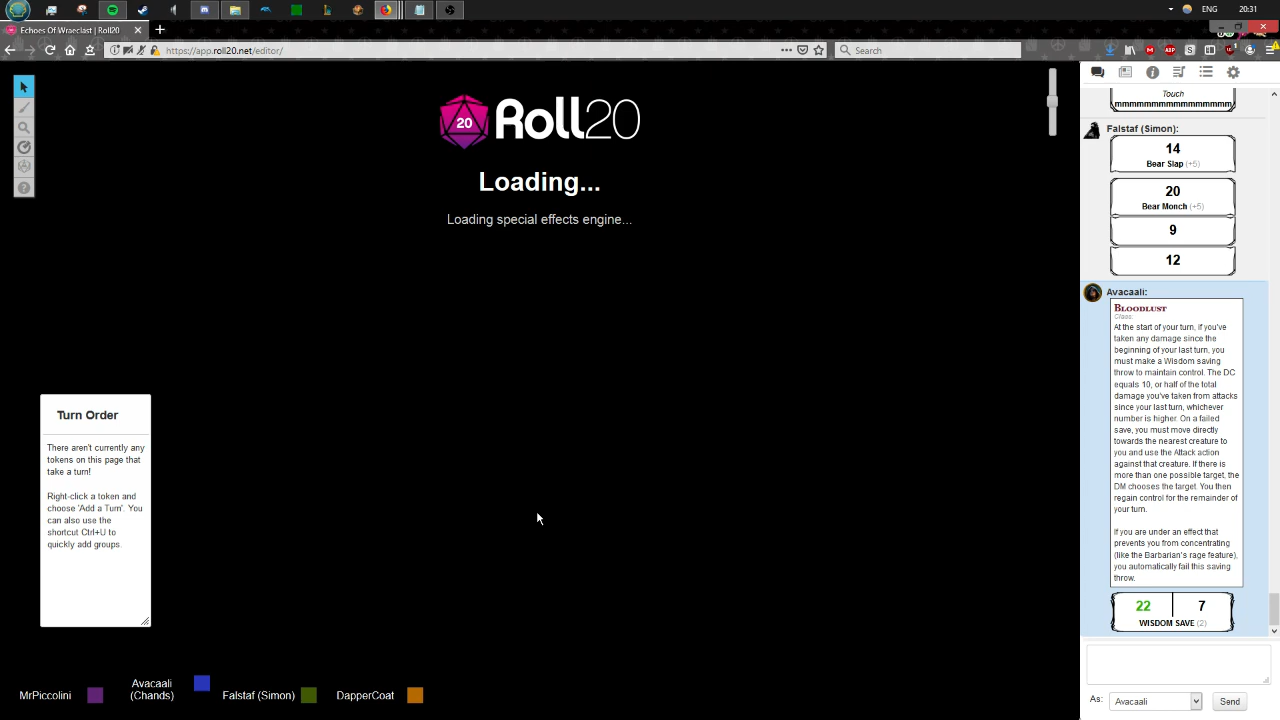 ENG
20:31
Echoes Of Wraeclast | Roll20
https://app.roll20.net/editor/
Search
20
Roll20
Loading...
Loading special effects engine...
Turn Order
There aren't currently any
tokens on this page that
take a turn!
Right-click a token and
choose 'Add a Turn'. You
can also use the
shortcut Ctrl+U to
quickly add groups.
MrPiccolini
Avacaali
(Chands)
Falstaf (Simon)
DapperCoat
Touch
mmmmmmmmmmmmmmmm
Falstaf (Simon):
14
Bear Slap (+5)
20
Bear Monch (+5)
9
12
Avacaali:
Bloodlust
Class:
At the start of your turn, if you've
taken any damage since the
beginning of your last turn, you
must make a Wisdom saving
throw to maintain control. The DC
equals 10, or half of the total
damage you've taken from attacks
since your last turn, whichever
number is higher. On a failed
save, you must move directly
towards the nearest creature to
you and use the Attack action
against that creature. If there is
more than one possible target, the
DM chooses the target. You then
regain control for the remainder of
your turn.
If you are under an effect that
prevents you from concentrating
(like the Barbarian's rage feature),
you automatically fail this saving
throw.
22
7
WISDOM SAVE (2)
As:
Avacaali
Send